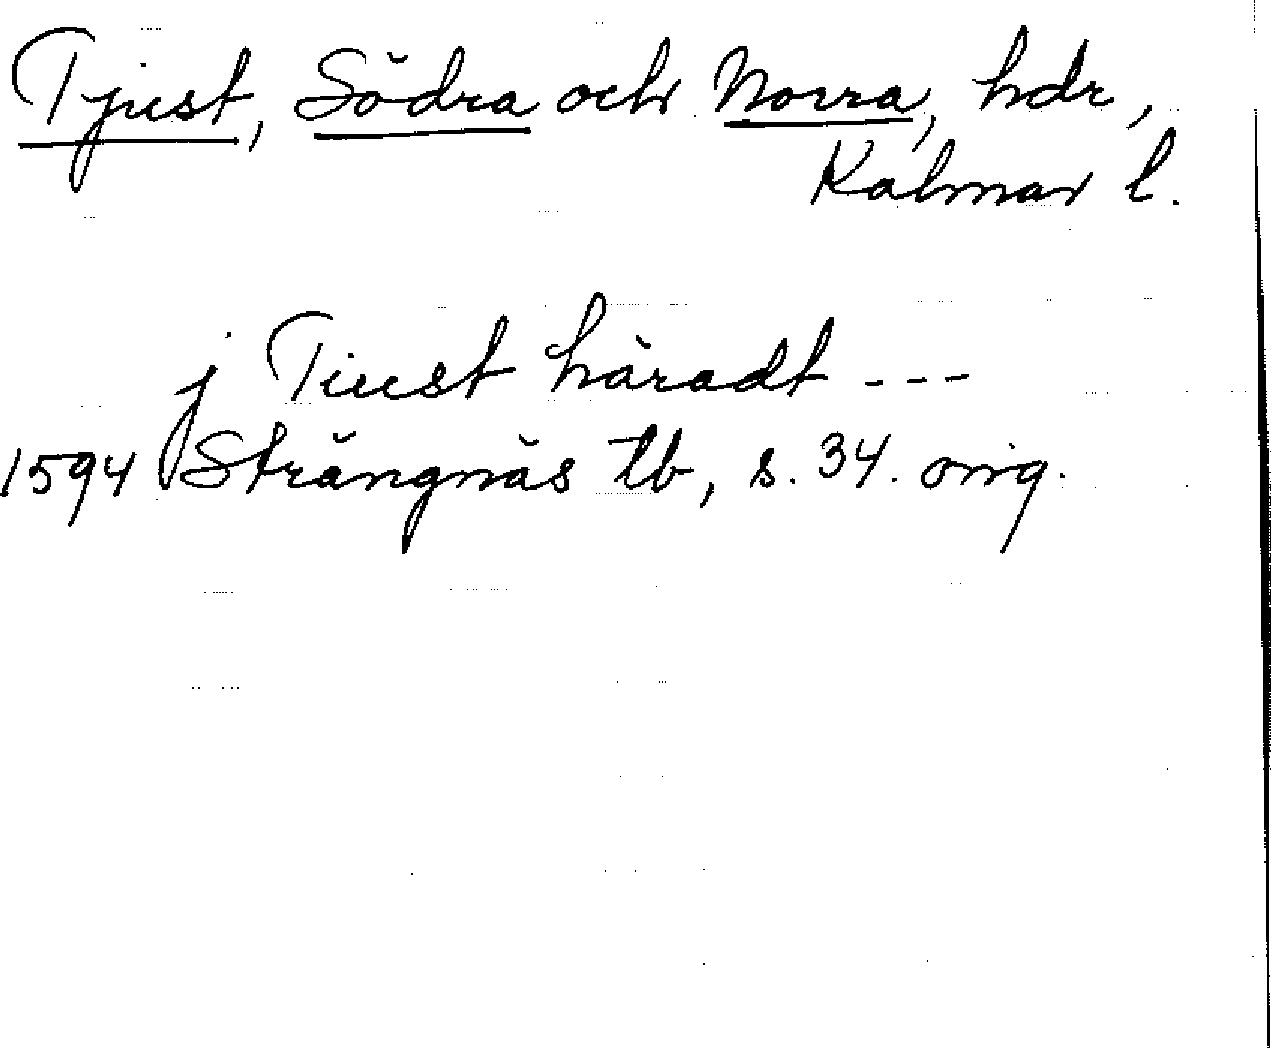 Tjust, Södra och Norra, hdr,
Kalmar l.
j Tiust häradt ---
1594 Strängnäs tb, s. 34. orig.